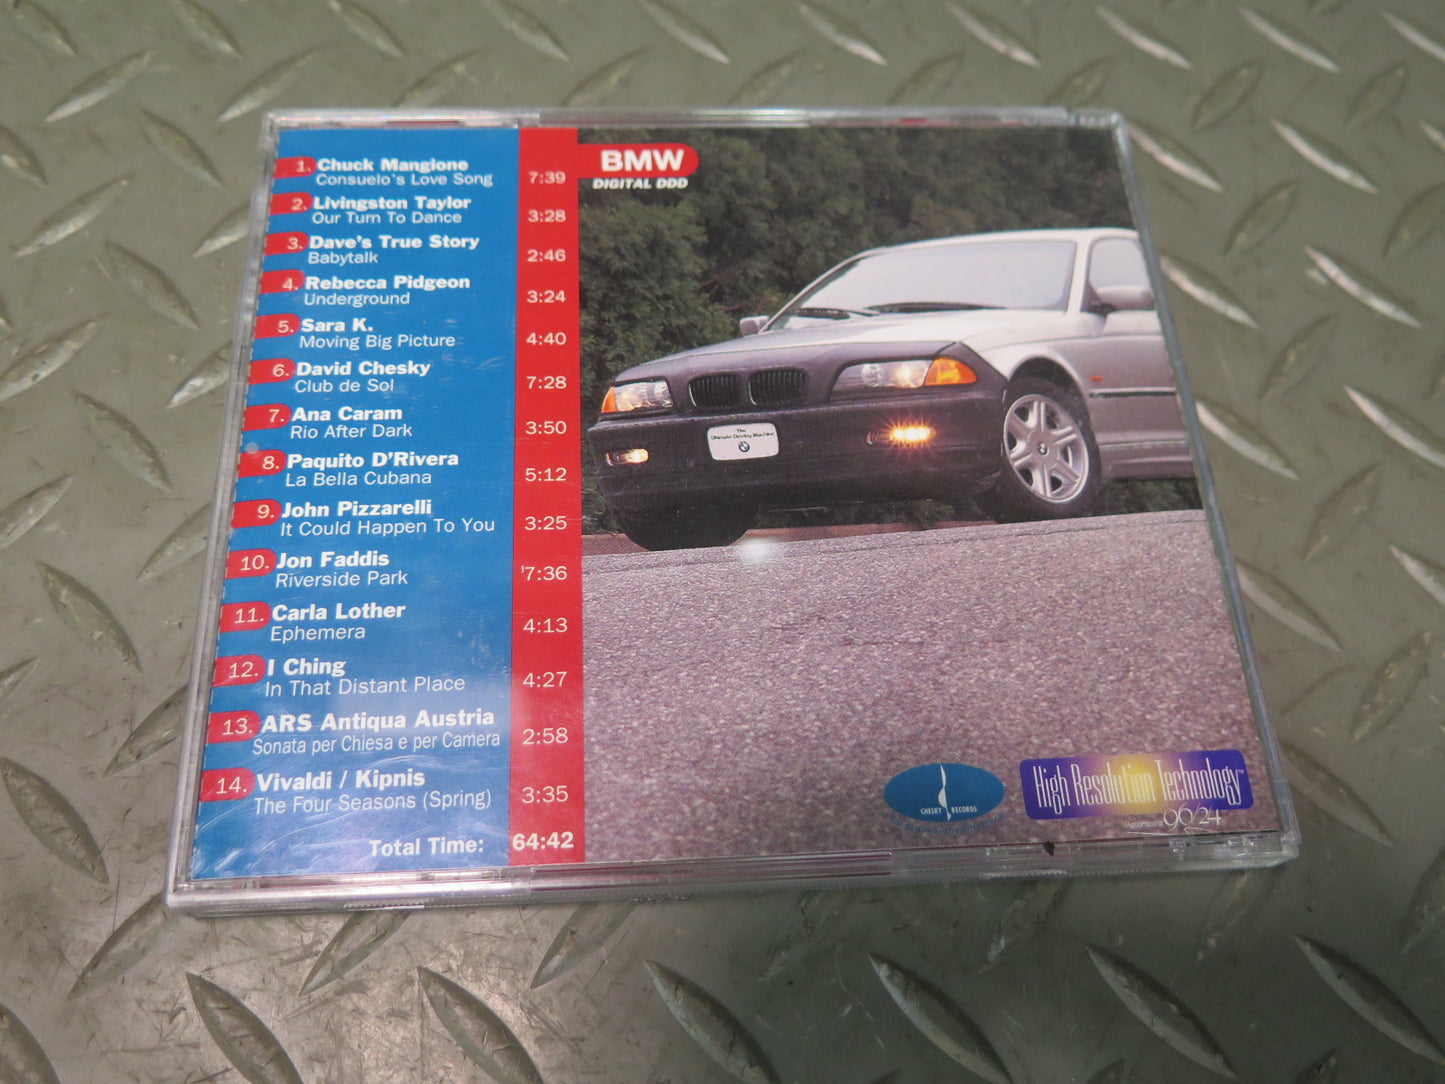 1. Chuck Mangione
Consuelo's Love Song 7:39
2. Livingston Taylor
Our Turn To Dance 3:28
3. Dave's True Story
Babytalk 2:46
4. Rebecca Pidgeon
Underground 3:24
5. Sara K.
Moving Big Picture 4:40
6. David Chesky
Club de Sol 7:28
7. Ana Caram
Rio After Dark 3:50
8. Paquito D'Rivera
La Bella Cubana 5:12
9. John Pizzarelli
It Could Happen To You 3:25
10. Jon Faddis
Riverside Park 7:36
11. Carla Lother
Ephemera 4:13
12. I Ching
In That Distant Place 4:27
13. ARS Antiqua Austria
Sonata per Chiesa e per Camera 2:58
14. Vivaldi / Kipnis
The Four Seasons (Spring) 3:35
Total Time: 64:42
BMW
DIGITAL DDD
The
Ultimate Driving Machine
CHESKY RECORDS
High Resolution Technology™
96/24